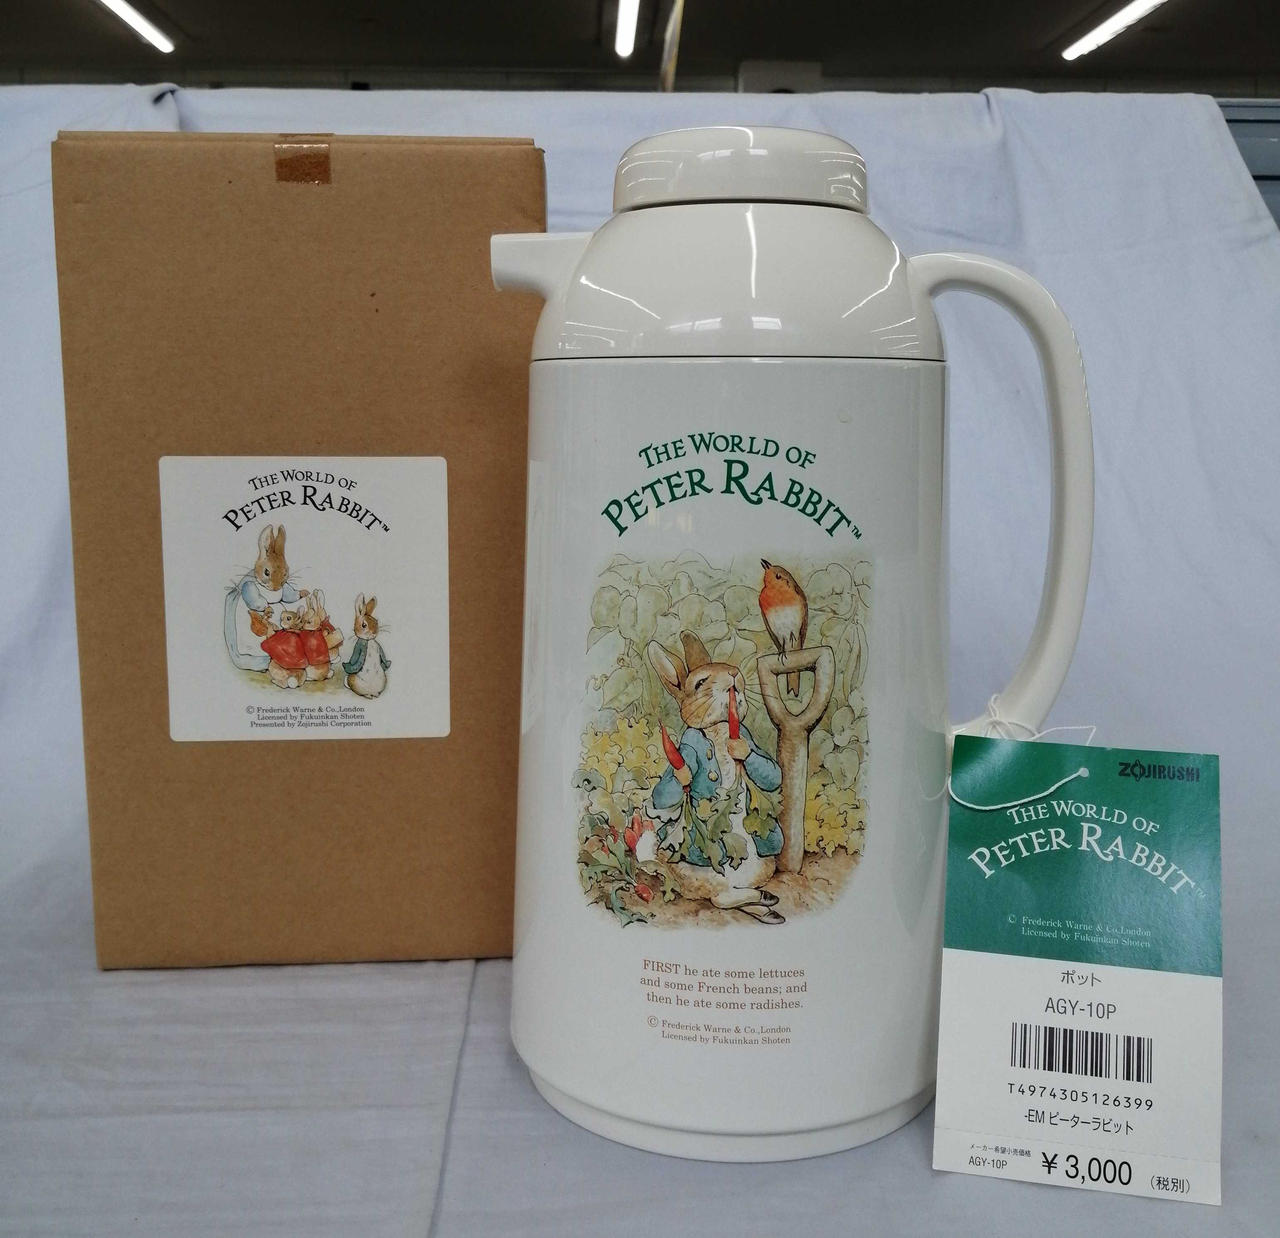 THE WORLD OF
PETER RABBIT™
© Frederick Warne & Co.,London
Licensed by Fukuinkan Shoten
Presented by Zojirushi Corporation
THE WORLD OF
PETER RABBIT™
FIRST he ate some lettuces
and some French beans; and
then he ate some radishes.
© Frederick Warne & Co.,London
Licensed by Fukuinkan Shoten
ZOJIRUSHI
THE WORLD OF
PETER RABBIT™
© Frederick Warne & Co,London
Licensed by Fukuinkan Shoten
ポット
AGY-10P
T4974305126399
-EM ピーターラビット
メーカー希望小売価格
AGY-10P ¥3,000 (税別)